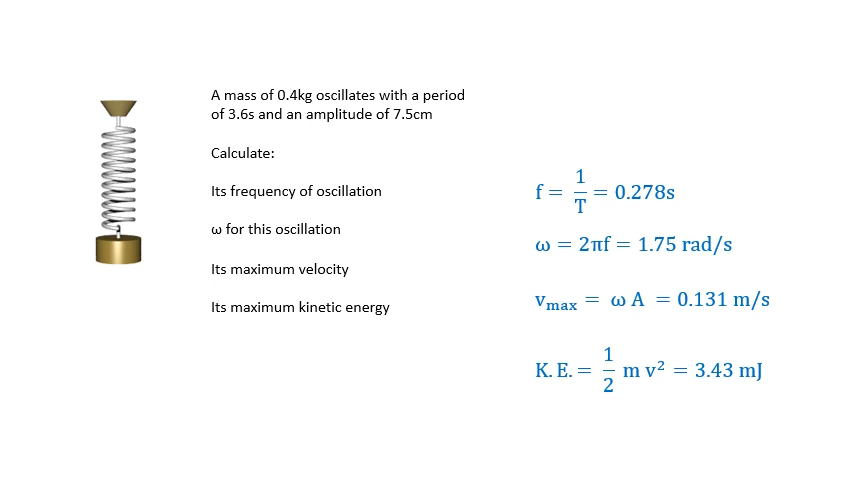 A mass of 0.4kg oscillates with a period
of 3.6s and an amplitude of 7.5cm
Calculate:
Its frequency of oscillation
ω for this oscillation
Its maximum velocity
Its maximum kinetic energy
f = 1/T = 0.278s
ω = 2πf = 1.75 rad/s
vmax = ω A = 0.131 m/s
K. E. = 1/2 m v² = 3.43 mJ